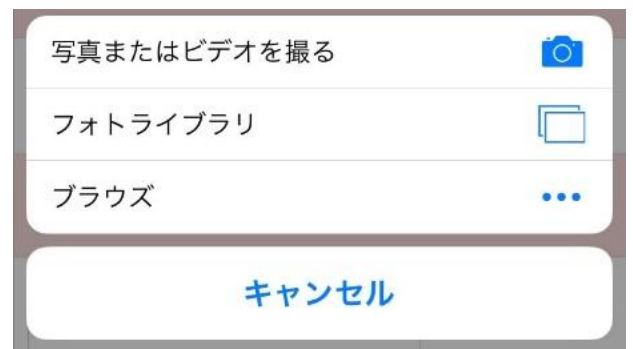 写真またはビデオを撮る
フォトライブラリ
ブラウズ
キャンセル